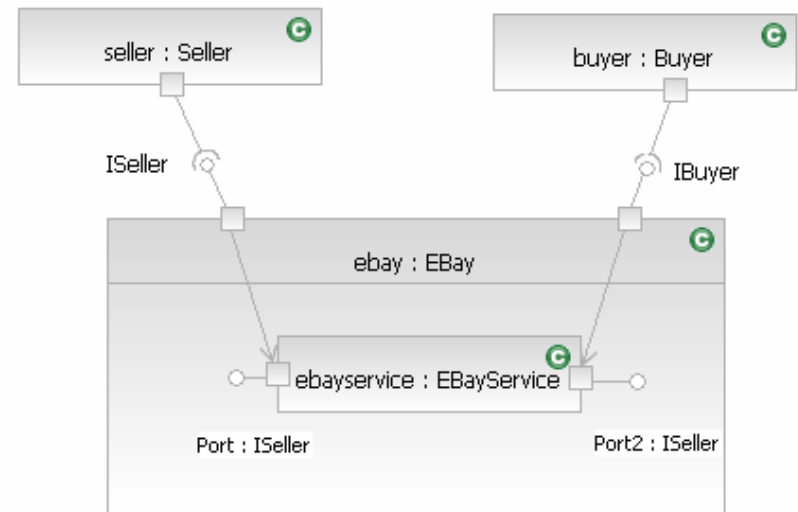 seller : Seller
C
buyer : Buyer
C
ISeller
IBuyer
ebay : EBay
C
ebayservice : EBayService
C
Port : ISeller
Port2 : ISeller